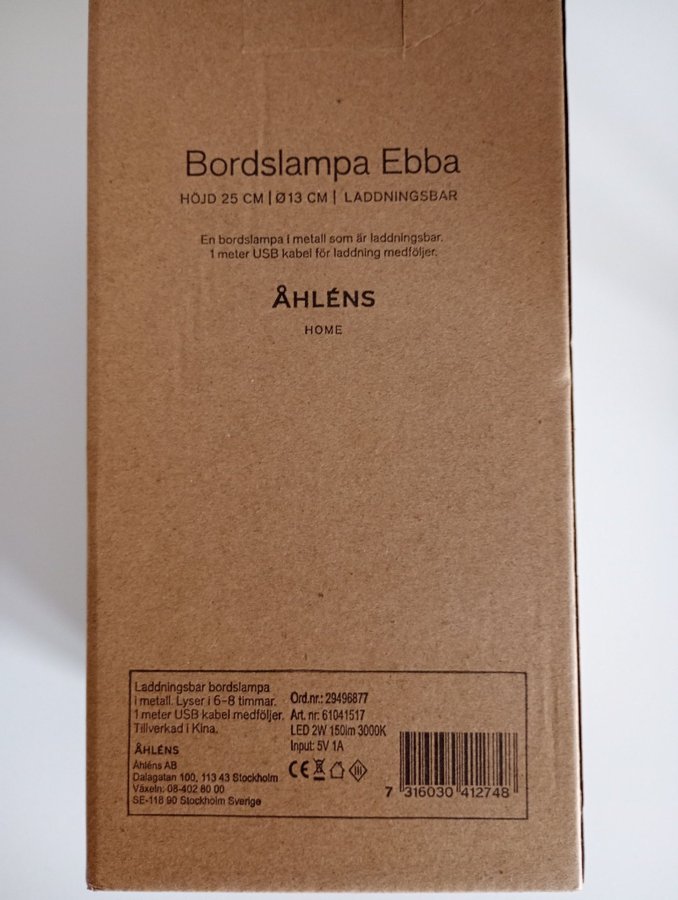 Bordslampa Ebba
HÖJD 25 CM | Ø13 CM | LADDNINGSBAR
En bordslampa i metall som är laddningsbar.
1 meter USB kabel för laddning medföljer.
ÅHLÉNS
HOME
Laddningsbar bordslampa
i metall. Lyser i 6-8 timmar.
1 meter USB kabel medföljer.
Tillverkad i Kina.
ÅHLÉNS
Åhléns AB
Dalagatan 100, 113 43 Stockholm
Växeln: 08-402 80 00
SE-118 90 Stockholm Sverige
Ord.nr.: 29496877
Art. nr: 61041517
LED 2W 150lm 3000K
Input: 5V 1A
CE
7 316030 412748